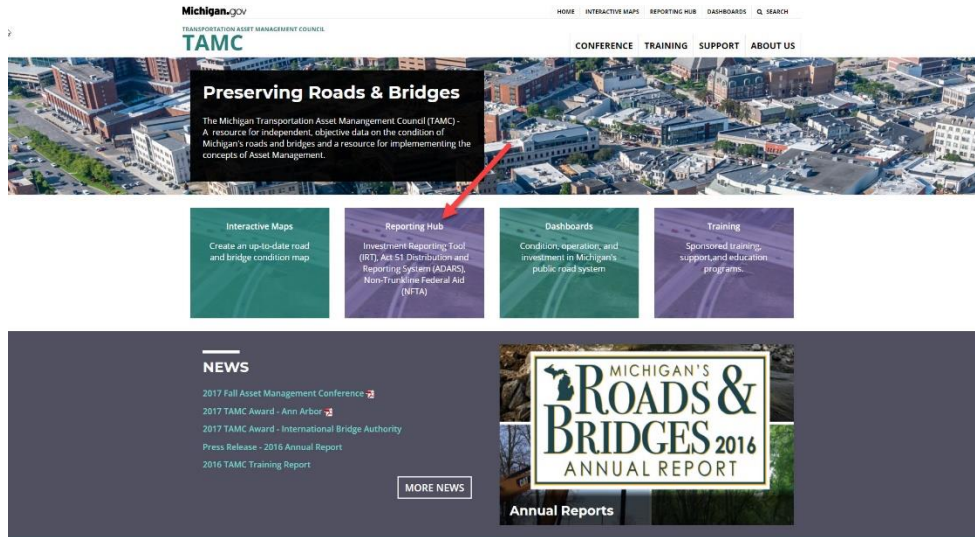 Michigan.gov
HOME INTERACTIVE MAPS REPORTING HUB DASHBOARDS SEARCH
TRANSPORTATION ASSET MANAGEMENT COUNCIL
TAMC
CONFERENCE TRAINING SUPPORT ABOUT US
Preserving Roads & Bridges
The Michigan Transportation Asset Manangement Council (TAMC) -
A resource for independent, objective data on the condition of
Michigan's roads and bridges and a resource for implemementing the
concepts of Asset Management.
Interactive Maps
Create an up-to-date road
and bridge condition map
Reporting Hub
Investment Reporting Tool
(IRT), Act 51 Distribution and
Reporting System (ADARS),
Non-Trunkline Federal Aid
(NFTA)
Dashboards
Condition, operation, and
investment in Michigan's
public road system
Training
Sponsored training,
support,and education
programs.
NEWS
2017 Fall Asset Management Conference
2017 TAMC Award - Ann Arbor
2017 TAMC Award - International Bridge Authority
Press Release - 2016 Annual Report
2016 TAMC Training Report
MORE NEWS
MICHIGAN'S
ROADS &
BRIDGES 2016
ANNUAL REPORT
CAT
Annual Reports